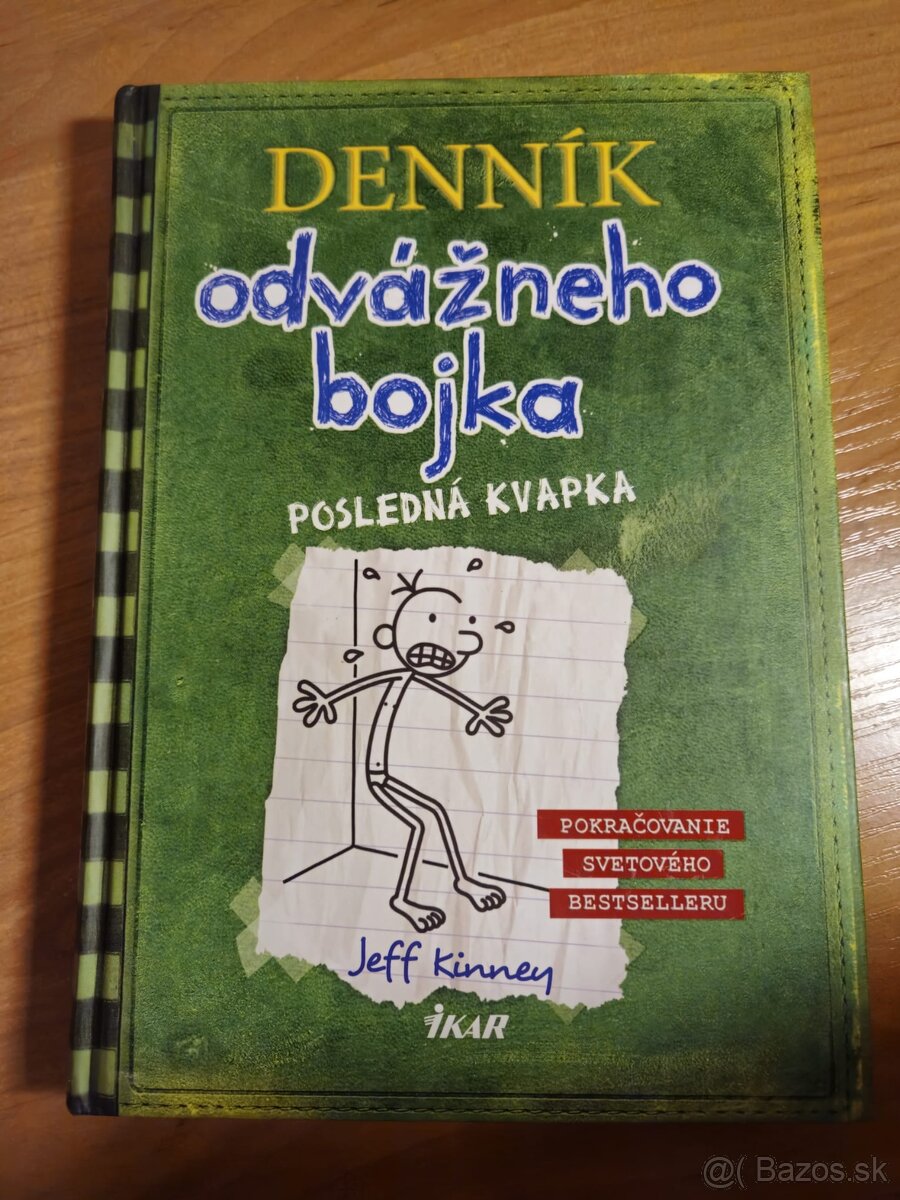 DENNÍK
odvážneho
bojka
POSLEDNÁ KVAPKA
POKRAČOVANIE
SVETOVÉHO
BESTSELLERU
Jeff Kinney
IKAR
@( Bazos.sk